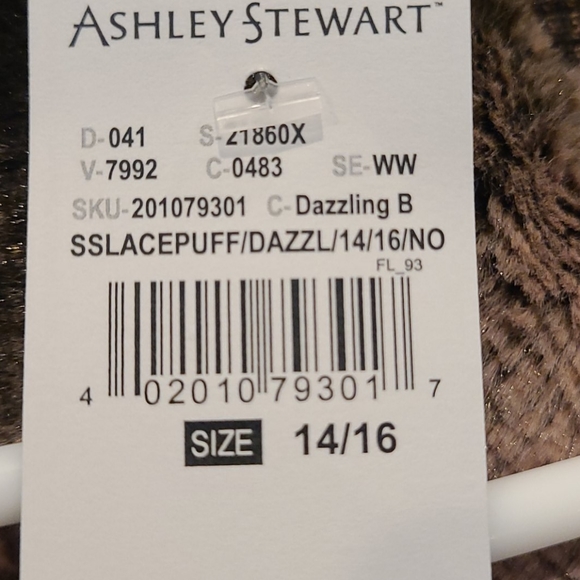 ASHLEY STEWART™
D-041 S-21860X
V-7992 C-0483 SE-WW
SKU-201079301 C-Dazzling B
SSLACEPUFF/DAZZL/14/16/NO
FL_93
4 02010 79301 7
SIZE 14/16